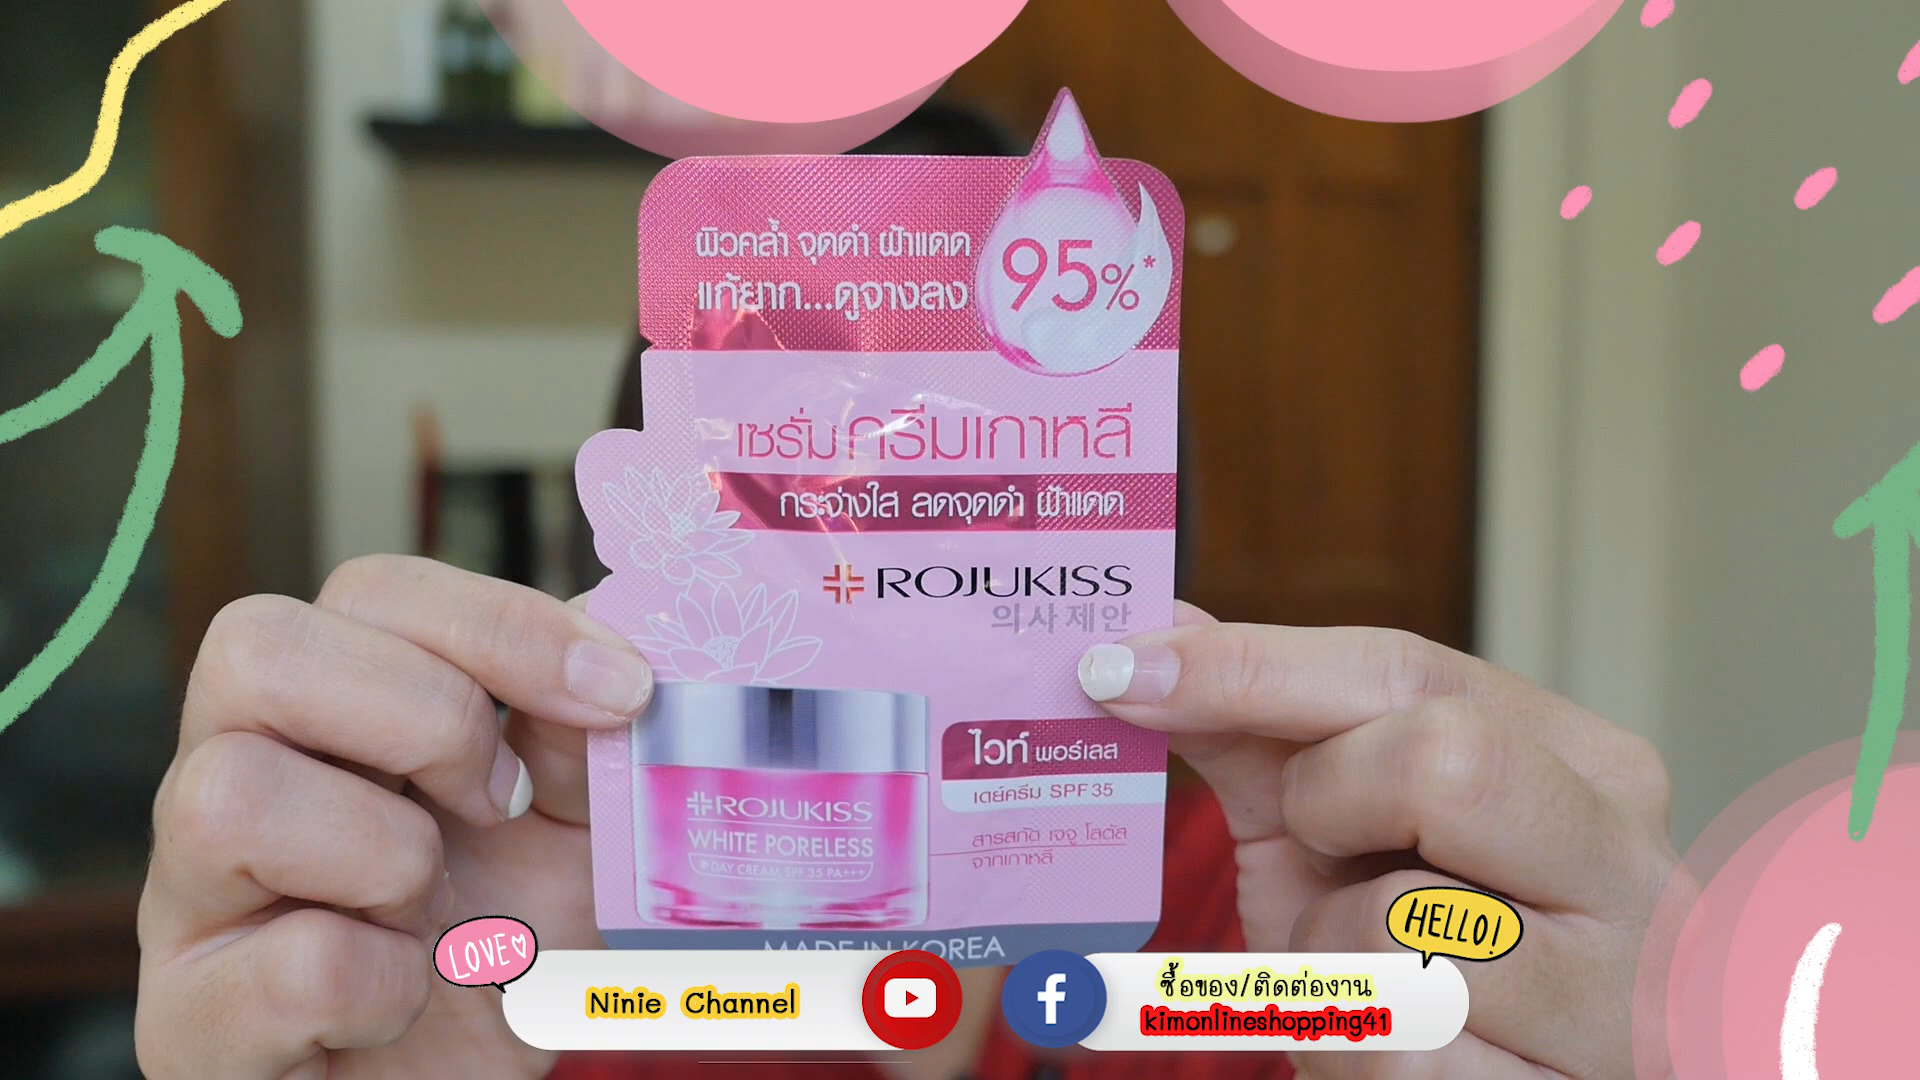 ผิวคล้ำ จุดดำ ฝ้าแดด
แก้ยาก...ดูจางลง
95%*
เซรั่มครีมเกาหลี
กระจ่างใส ลดจุดดำ ฝ้าแดด
ROJUKISS
의사제안
ไวท์ พอร์เลส
เดย์ครีม SPF 35
สารสกัด เจจู โลตัส
จากเกาหลี
ROJUKISS
WHITE PORELESS
DAY CREAM SPF 35 PA+++
MADE IN KOREA
LOVE
Ninie Channel
HELLO!
ซื้อของ/ติดต่องาน
kimonlineshopping41